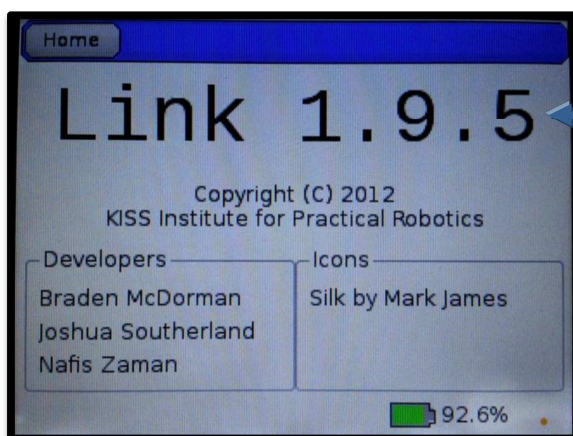 Home
Link 1.9.5
Copyright (C) 2012
KISS Institute for Practical Robotics
Developers
Braden McDorman
Joshua Southerland
Nafis Zaman
Icons
Silk by Mark James
92.6%